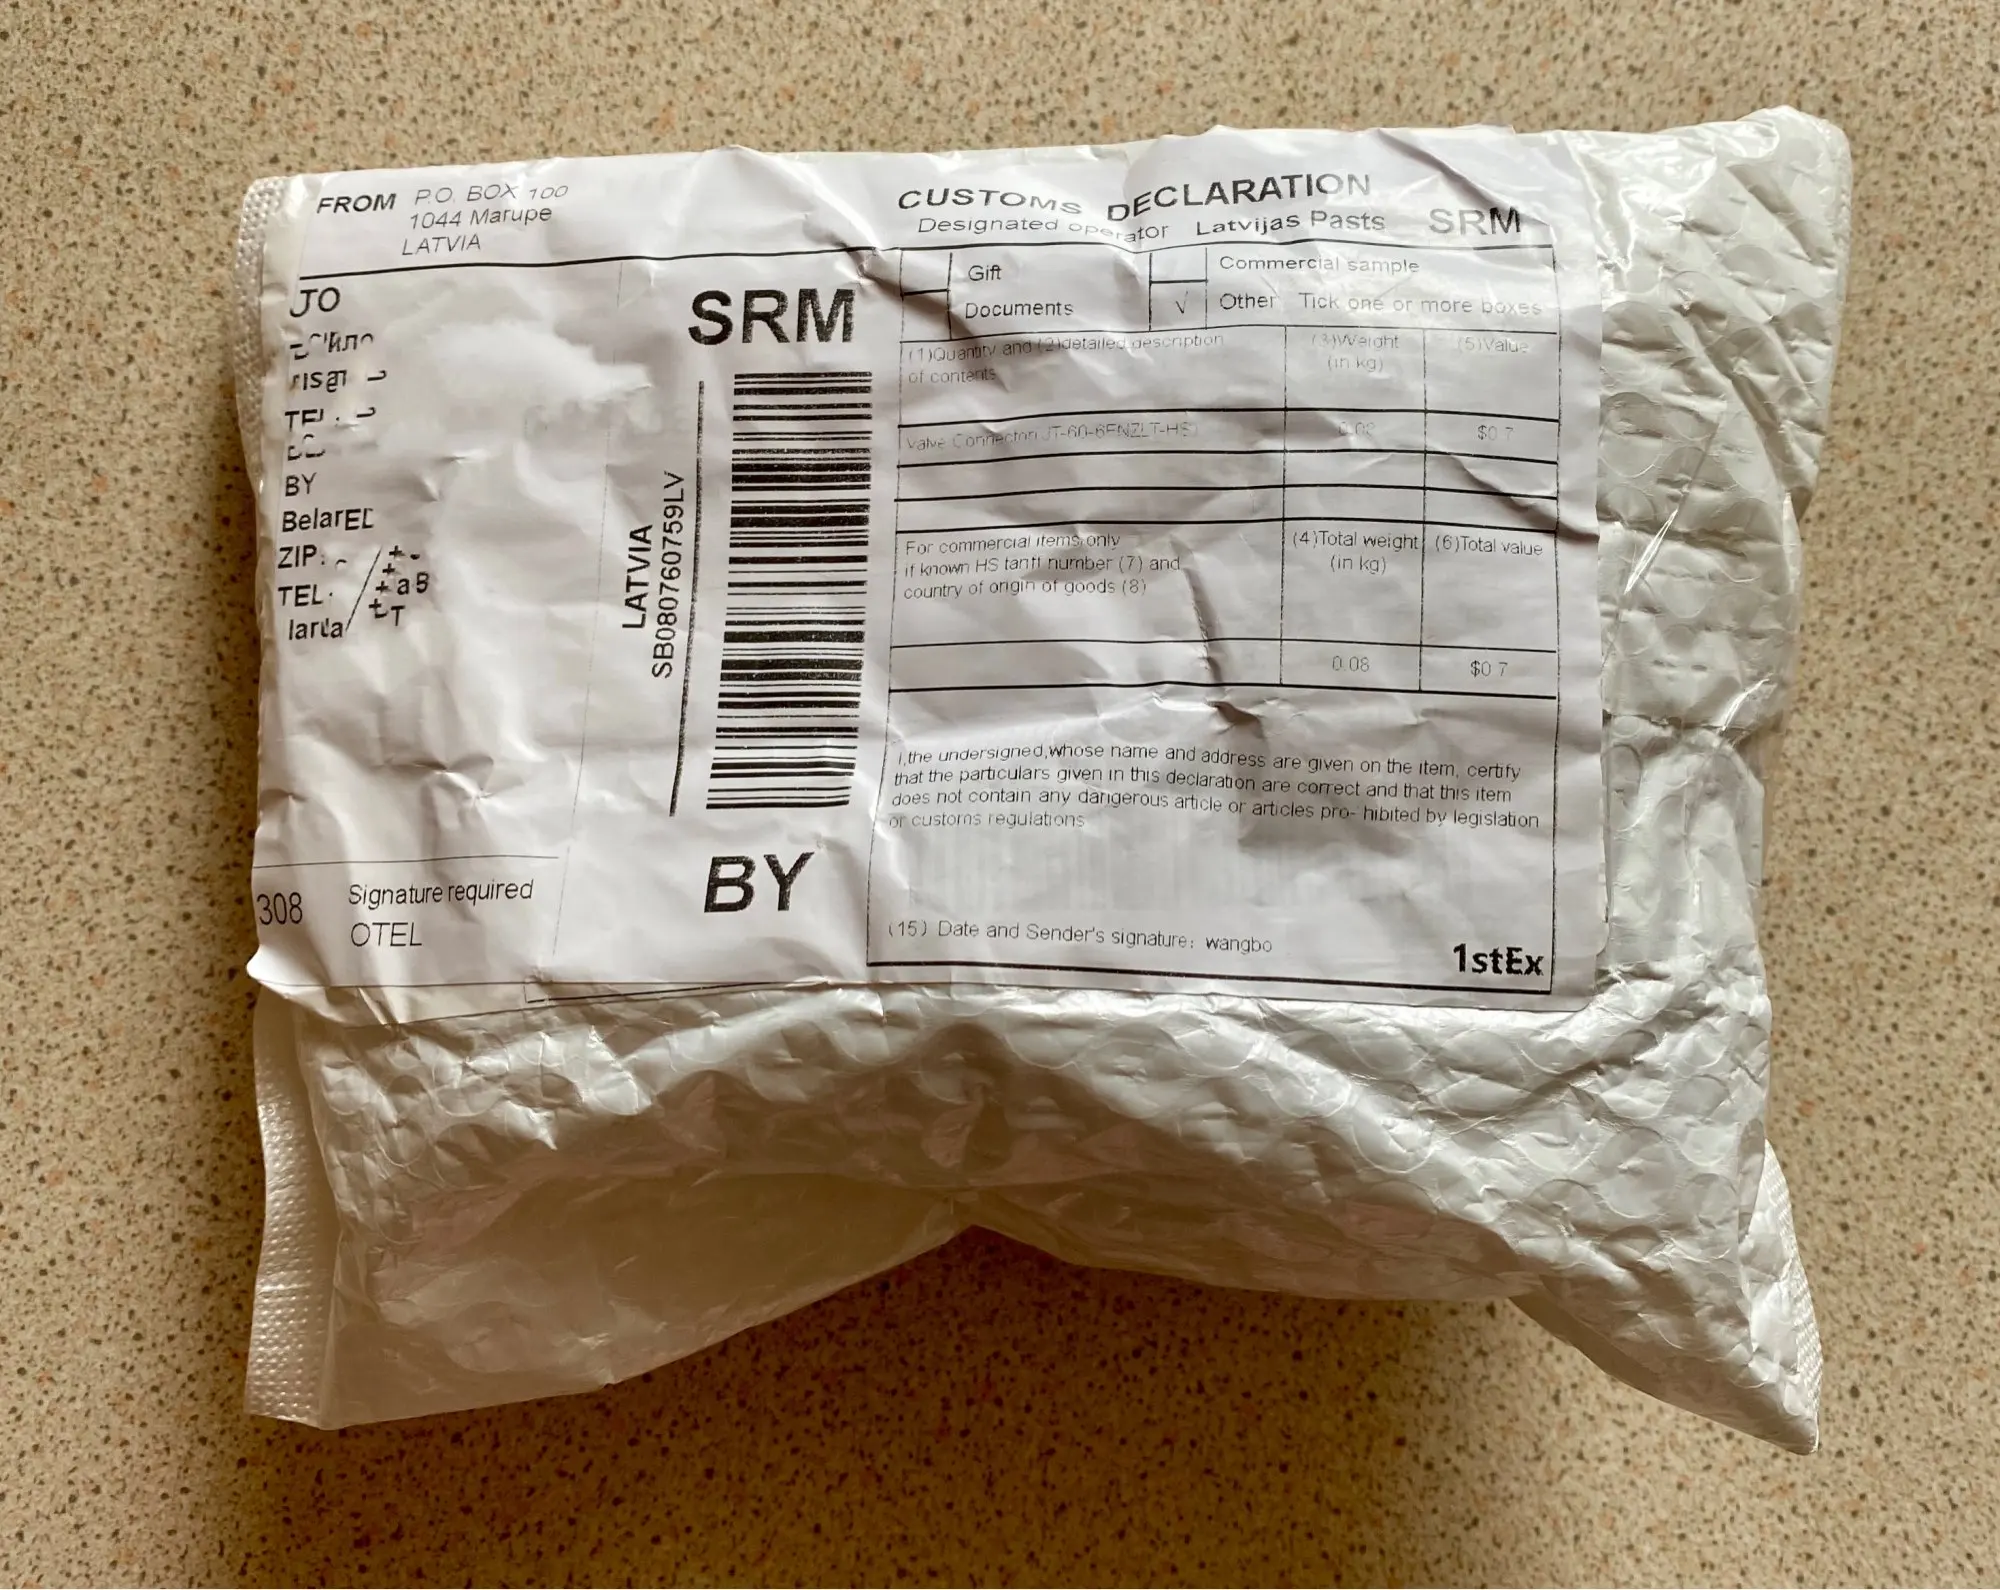 FROM P.O. BOX 100
1044 Marupe
LATVIA
BY
ZIP:
TEL
308
Signature required
OTEL
SRM
LATVIA
SB080760759LV
BY
CUSTOMS DECLARATION
Designated operator Latvijas Pasts SRM
Gift
Commercial sample
Documents
√ Other Tick one or more boxes
(1)Quantity and (2)detailed description
of contents
(3)Weight
(in kg)
(5)Value
Valve Connector $0.7
For commercial items only
if known HS tariff number (7) and
country of origin of goods (8)
(4)Total weight
(in kg)
(6)Total value
0.08 $0.7
I,the undersigned,whose name and address are given on the item, certify
that the particulars given in this declaration are correct and that this item
does not contain any dangerous article or articles pro- hibited by legislation
or customs regulations
(15) Date and Sender's signature: wangbo
1stEx